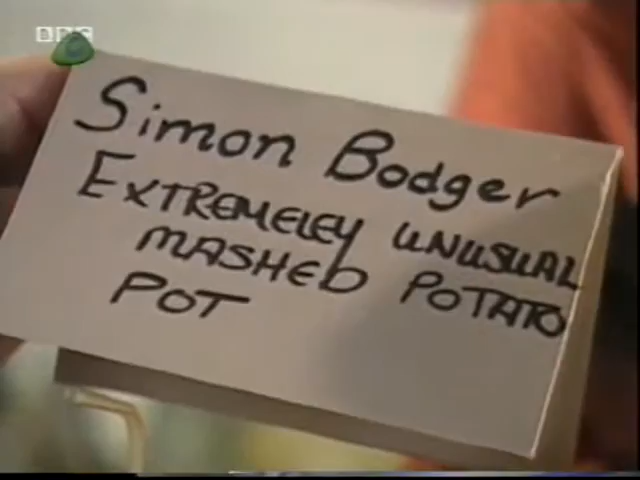 BBC
Simon Bodger
EXTREMELEY UNUSUAL
MASHED POTATO
POT